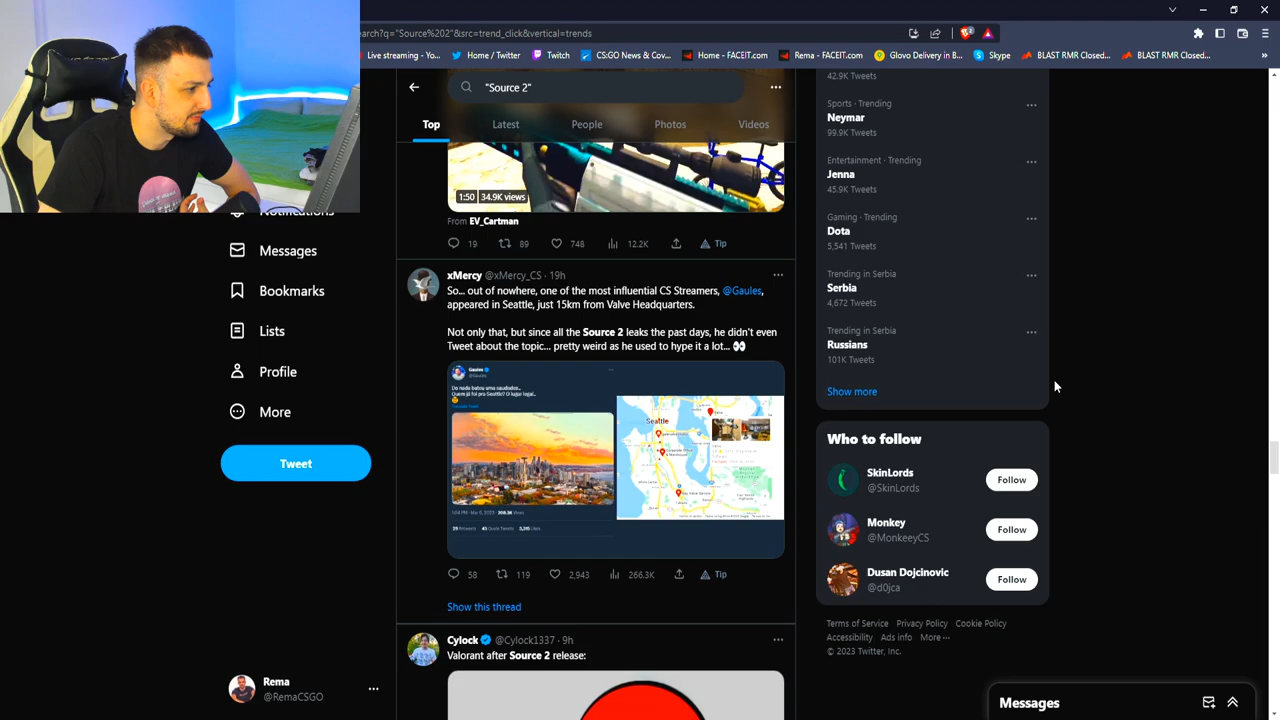 earch?q="Source%202"&src=trend_click&vertical=trends
Live streaming - Yo...
Home / Twitter
Twitch
CS:GO News & Cov...
Home - FACEIT.com
Rema - FACEIT.com
Glovo Delivery in B...
Skype
BLAST RMR Closed...
BLAST RMR Closed...
"Source 2"
Top
Latest
People
Photos
Videos
1:50
34.9K views
From EV_Cartman
19
89
748
12.2K
Tip
xMercy @xMercy_CS · 19h
So... out of nowhere, one of the most influential CS Streamers, @Gaules,
appeared in Seattle, just 15km from Valve Headquarters.
Not only that, but since all the Source 2 leaks the past days, he didn't even
Tweet about the topic... pretty weird as he used to hype it a lot...
Gaules
Seattle
58
119
2,943
266.3K
Tip
Show this thread
Cylock @Cylock1337 · 9h
Valorant after Source 2 release:
Notifications
Messages
Bookmarks
Lists
Profile
More
Tweet
Rema
@RemaCSGO
42.9K Tweets
Sports · Trending
Neymar
99.9K Tweets
Entertainment · Trending
Jenna
45.9K Tweets
Gaming · Trending
Dota
5,541 Tweets
Trending in Serbia
Serbia
4,672 Tweets
Trending in Serbia
Russians
101K Tweets
Show more
Who to follow
SkinLords
@SkinLords
Follow
Monkey
@MonkeeyCS
Follow
Dusan Dojcinovic
@d0jca
Follow
Terms of Service Privacy Policy Cookie Policy
Accessibility Ads info More
© 2023 Twitter, Inc.
Messages